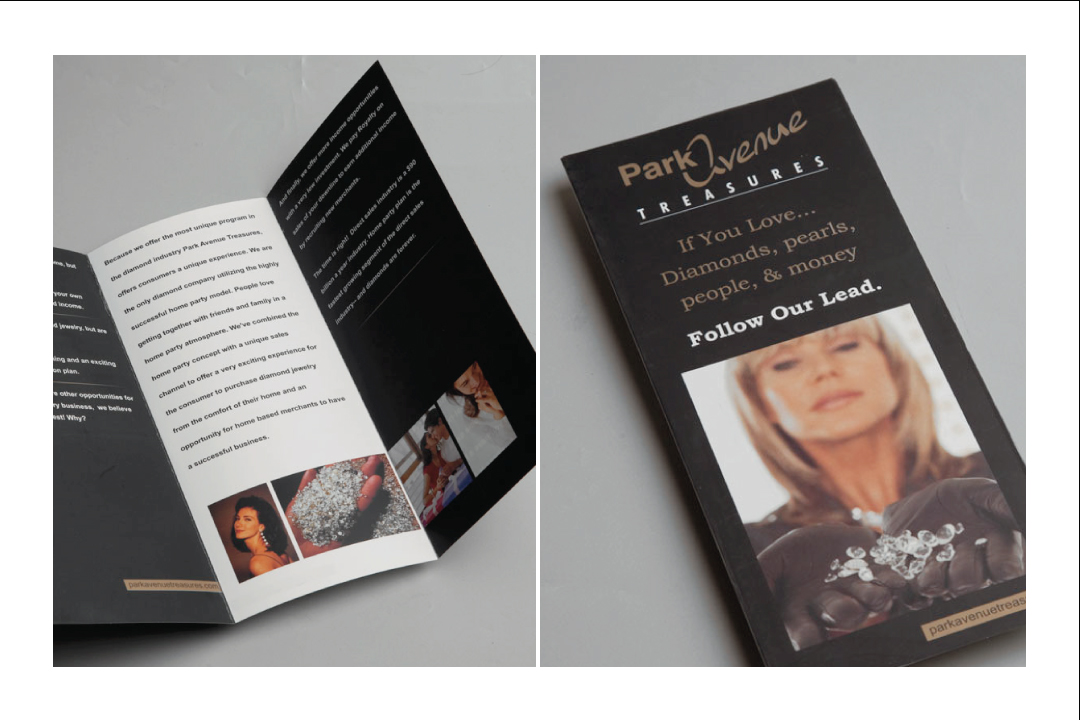 ome, but
your own
l income.
d jewelry, but are
ing and an exciting
on plan.
s other opportunities for
ry business, we believe
est! Why?
parkavenuetreasures.com
Because we offer the most unique program in
the diamond industry Park Avenue Treasures,
offers consumers a unique experience. We are
the only diamond company utilizing the highly
successful home party model. People love
getting together with friends and family in a
home party atmosphere. We've combined the
home party concept with a unique sales
channel to offer a very exciting experience for
the consumer to purchase diamond jewelry
from the comfort of their home and an
opportunity for home based merchants to have
a successful business.
And finally, we offer more income opportunities
with a very low investment. We pay Royalty on
sales of your downline to earn additional income
by recruiting new merchants.
The time is right! Direct sales industry is a $90
billion a year industry. Home party plan is the
fastest growing segment of the direct sales
industry– and diamonds are forever.
Park Avenue
TREASURES
If You Love...
Diamonds, pearls,
people, & money
Follow Our Lead.
parkavenuetreas